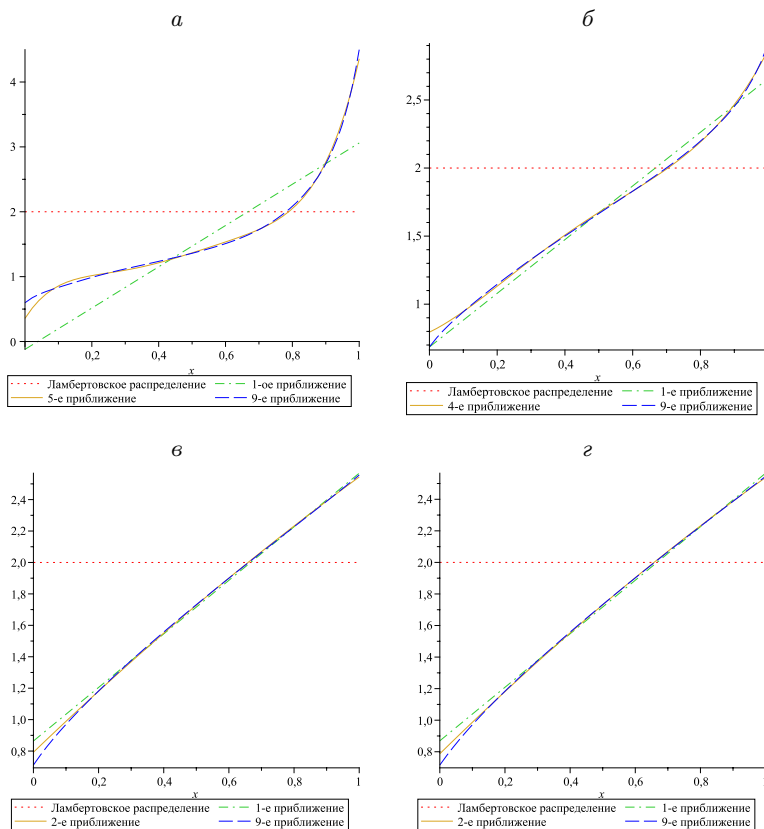 а
4
3
2
1
0
0,2
0,4
0,6
0,8
1
x
Ламбертовское распределение
1-ое приближение
5-е приближение
9-е приближение
б
2,5
2
1,5
1
0
0,2
0,4
0,6
0,8
x
Ламбертовское распределение
1-е приближение
4-е приближение
9-е приближение
в
2,4
2,2
2,0
1,8
1,6
1,4
1,2
1,0
0,8
0
0,2
0,4
0,6
0,8
1
x
Ламбертовское распределение
1-е приближение
2-е приближение
9-е приближение
г
2,4
2,2
2,0
1,8
1,6
1,4
1,2
1,0
0,8
0
0,2
0,4
0,6
0,8
1
x
Ламбертовское распределение
1-е приближение
2-е приближение
9-е приближение